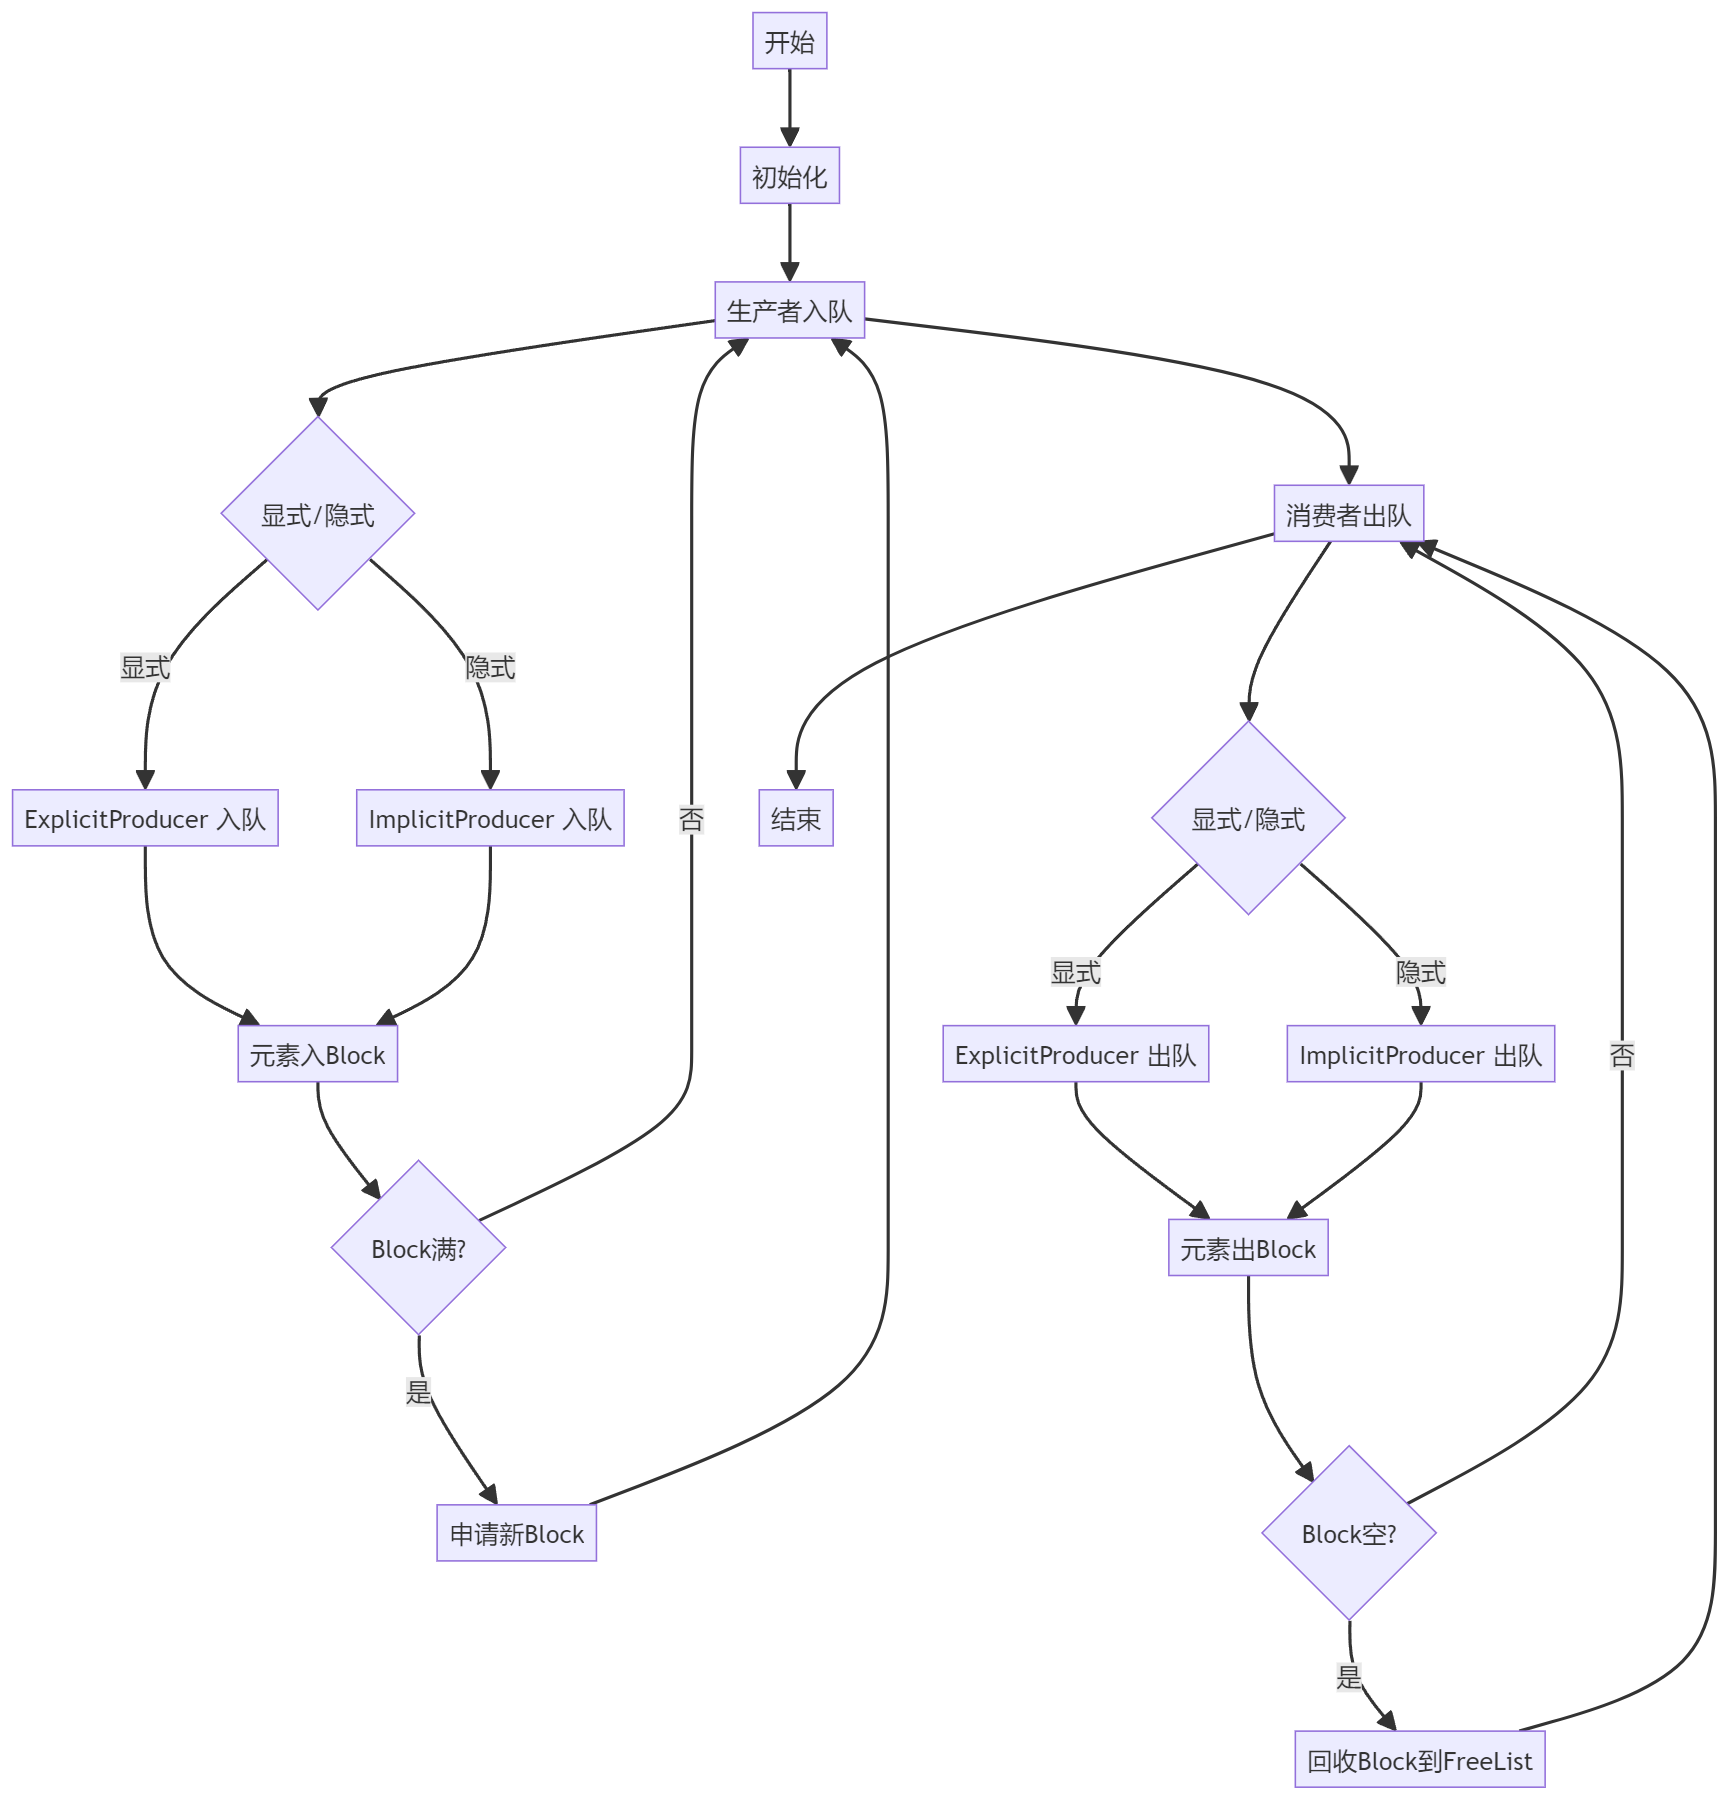 开始
初始化
生产者入队
显式/隐式
消费者出队
显式
隐式
ExplicitProducer 入队
ImplicitProducer 入队
否
结束
显式/隐式
显式
隐式
元素入Block
ExplicitProducer 出队
ImplicitProducer 出队
否
Block满?
元素出Block
是
申请新Block
Block空?
是
回收Block到FreeList